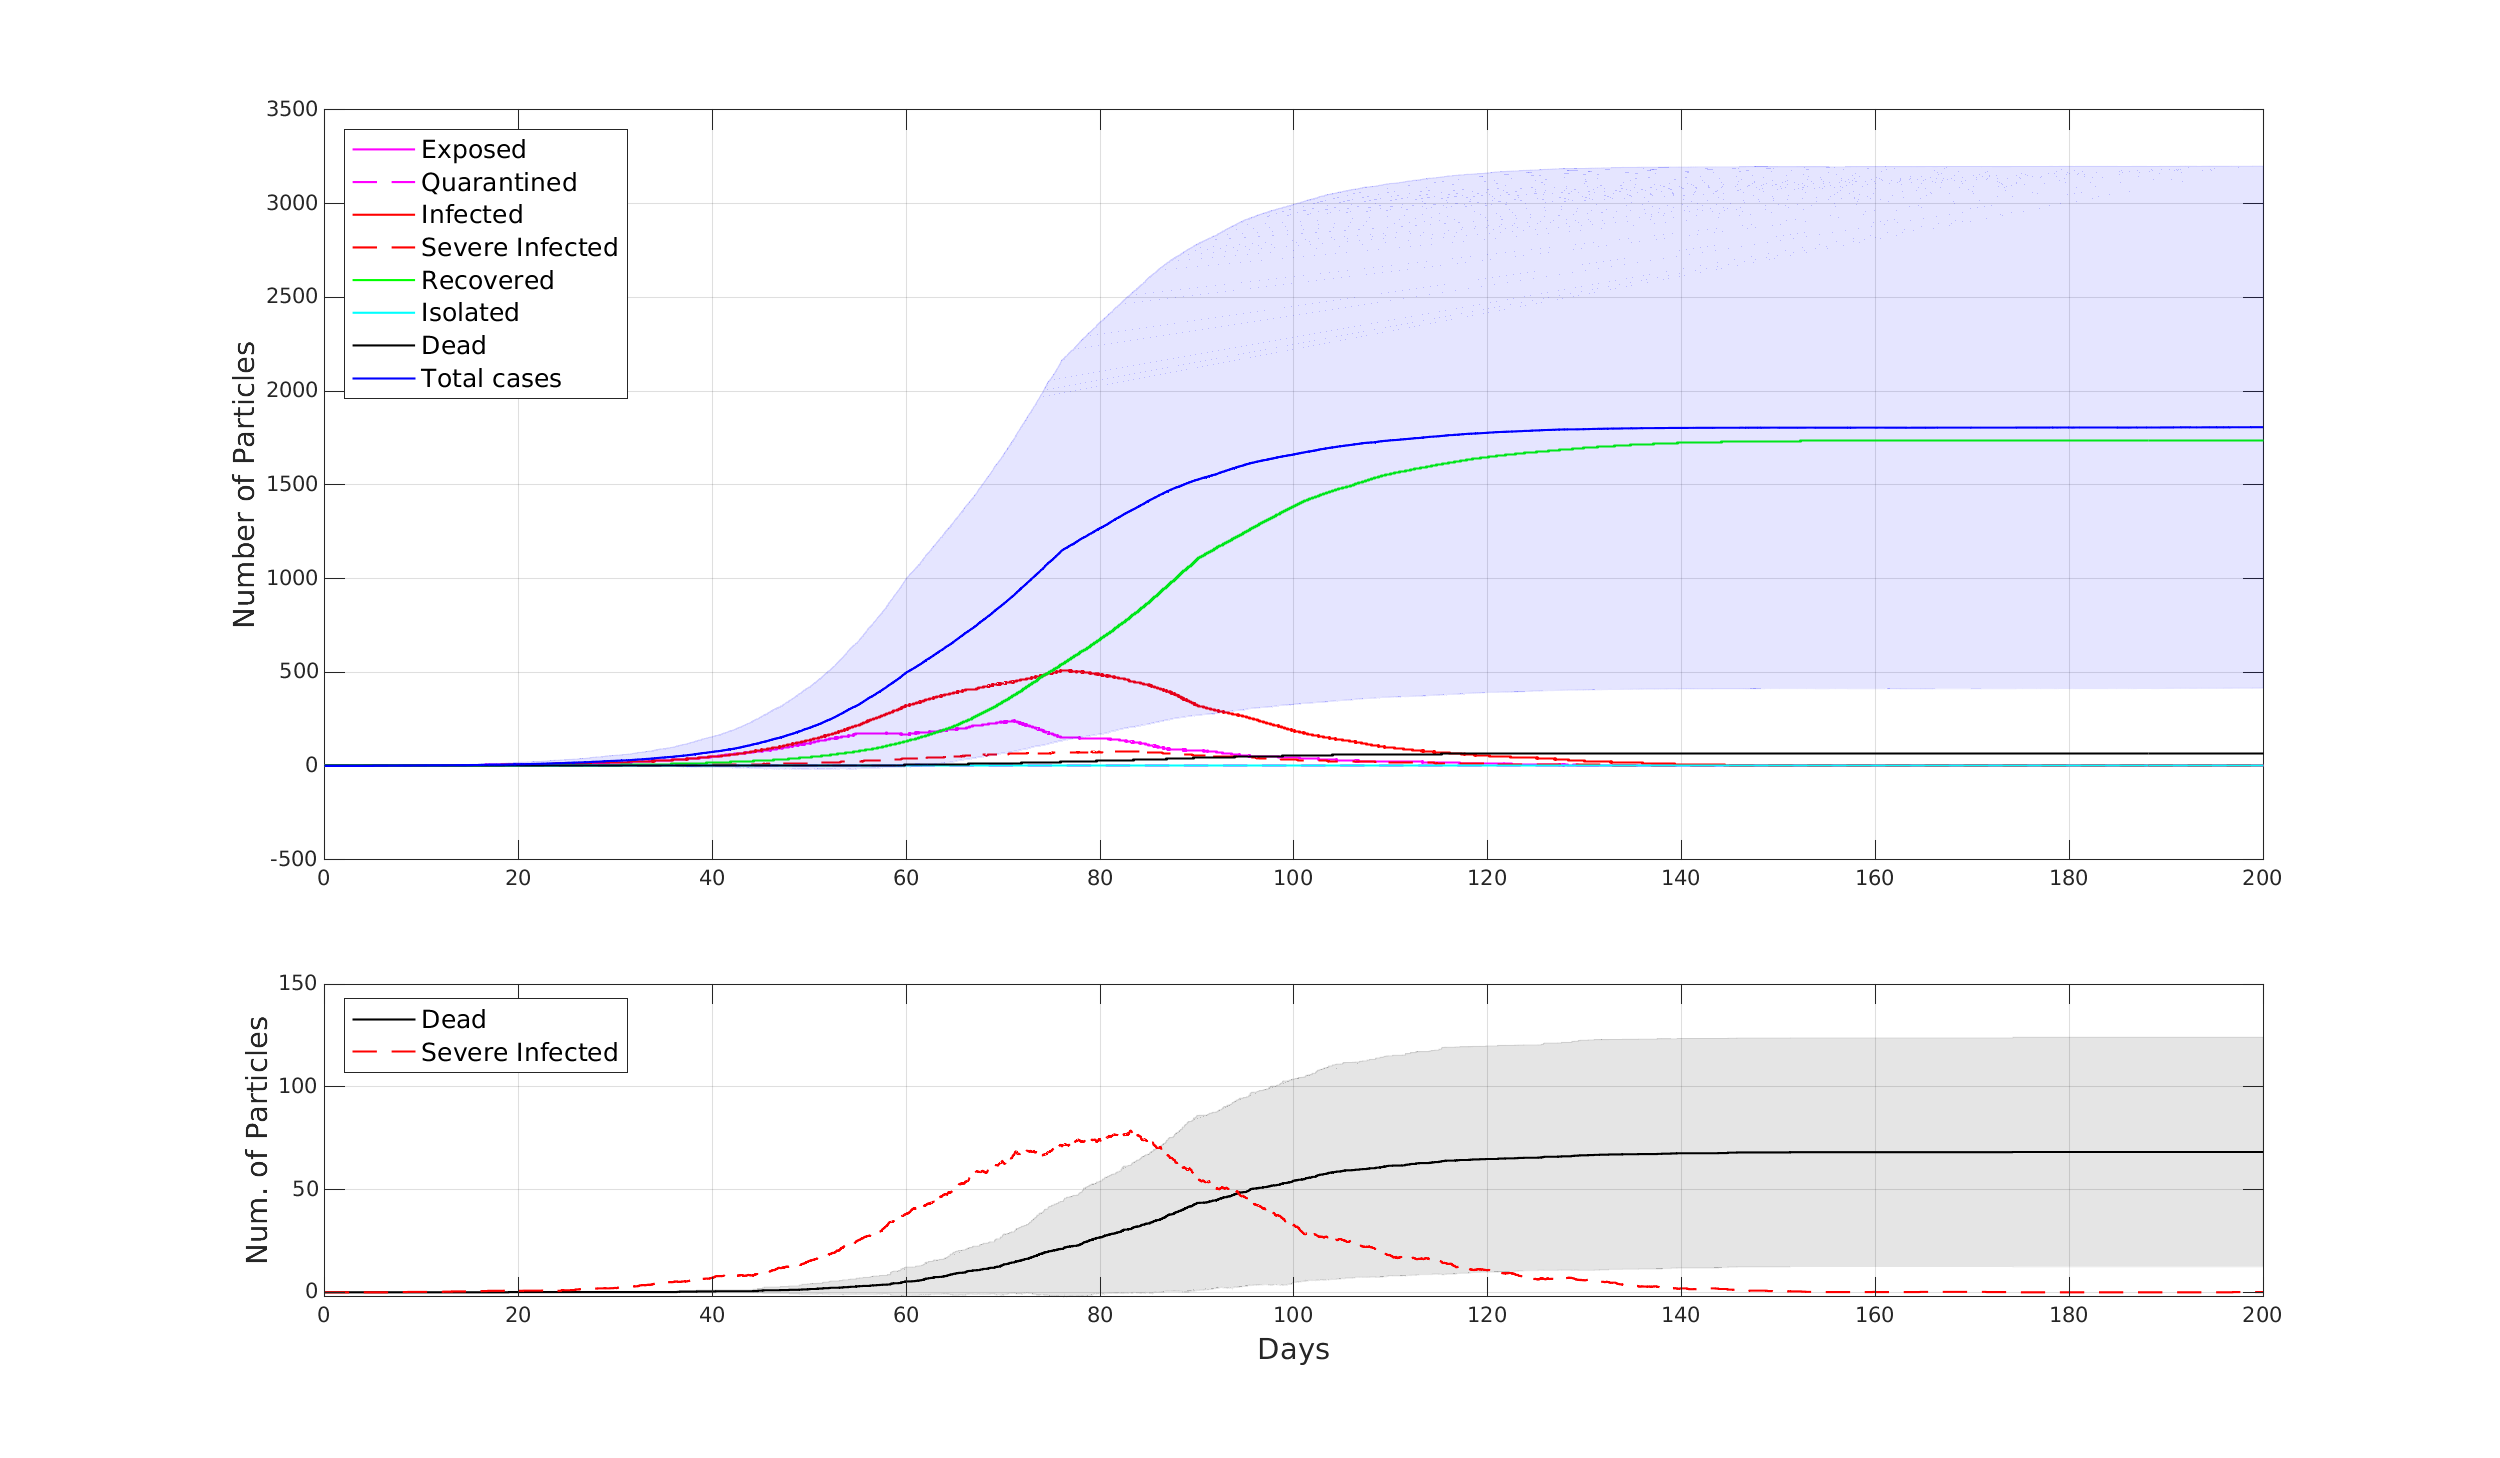 3500
3000
2500
2000
1500
1000
500
0
-500
Number of Particles
Exposed
Quarantined
Infected
Severe Infected
Recovered
Isolated
Dead
Total cases
0 20 40 60 80 100 120 140 160 180 200
150
100
50
0
Num. of Particles
Dead
Severe Infected
0 20 40 60 80 100 120 140 160 180 200
Days